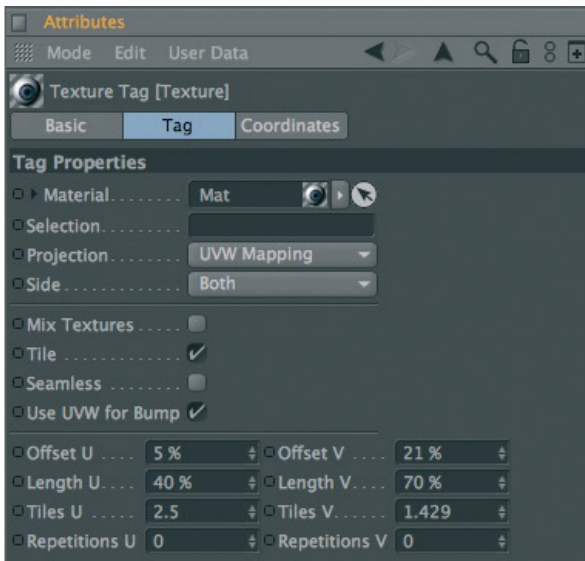 Attributes
Mode Edit User Data
Texture Tag [Texture]
Basic Tag Coordinates
Tag Properties
Material........ Mat
Selection........
Projection....... UVW Mapping
Side............. Both
Mix Textures .....
Tile .............
Seamless ........
Use UVW for Bump
Offset U .... 5 % Offset V .... 21 %
Length U.... 40 % Length V.... 70 %
Tiles U ..... 2.5 Tiles V...... 1.429
Repetitions U 0 Repetitions V 0